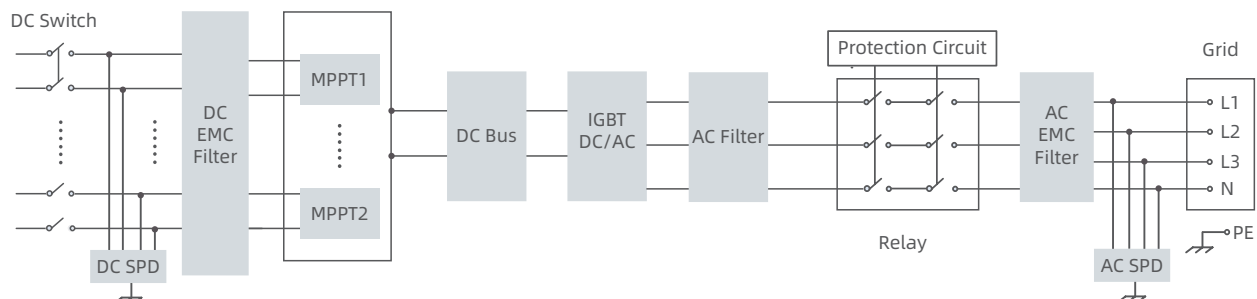 DC Switch
DC
EMC
Filter
DC SPD
MPPT1
MPPT2
DC Bus
IGBT
DC/AC
AC Filter
Protection Circuit
Relay
AC
EMC
Filter
Grid
L1
L2
L3
N
PE
AC SPD